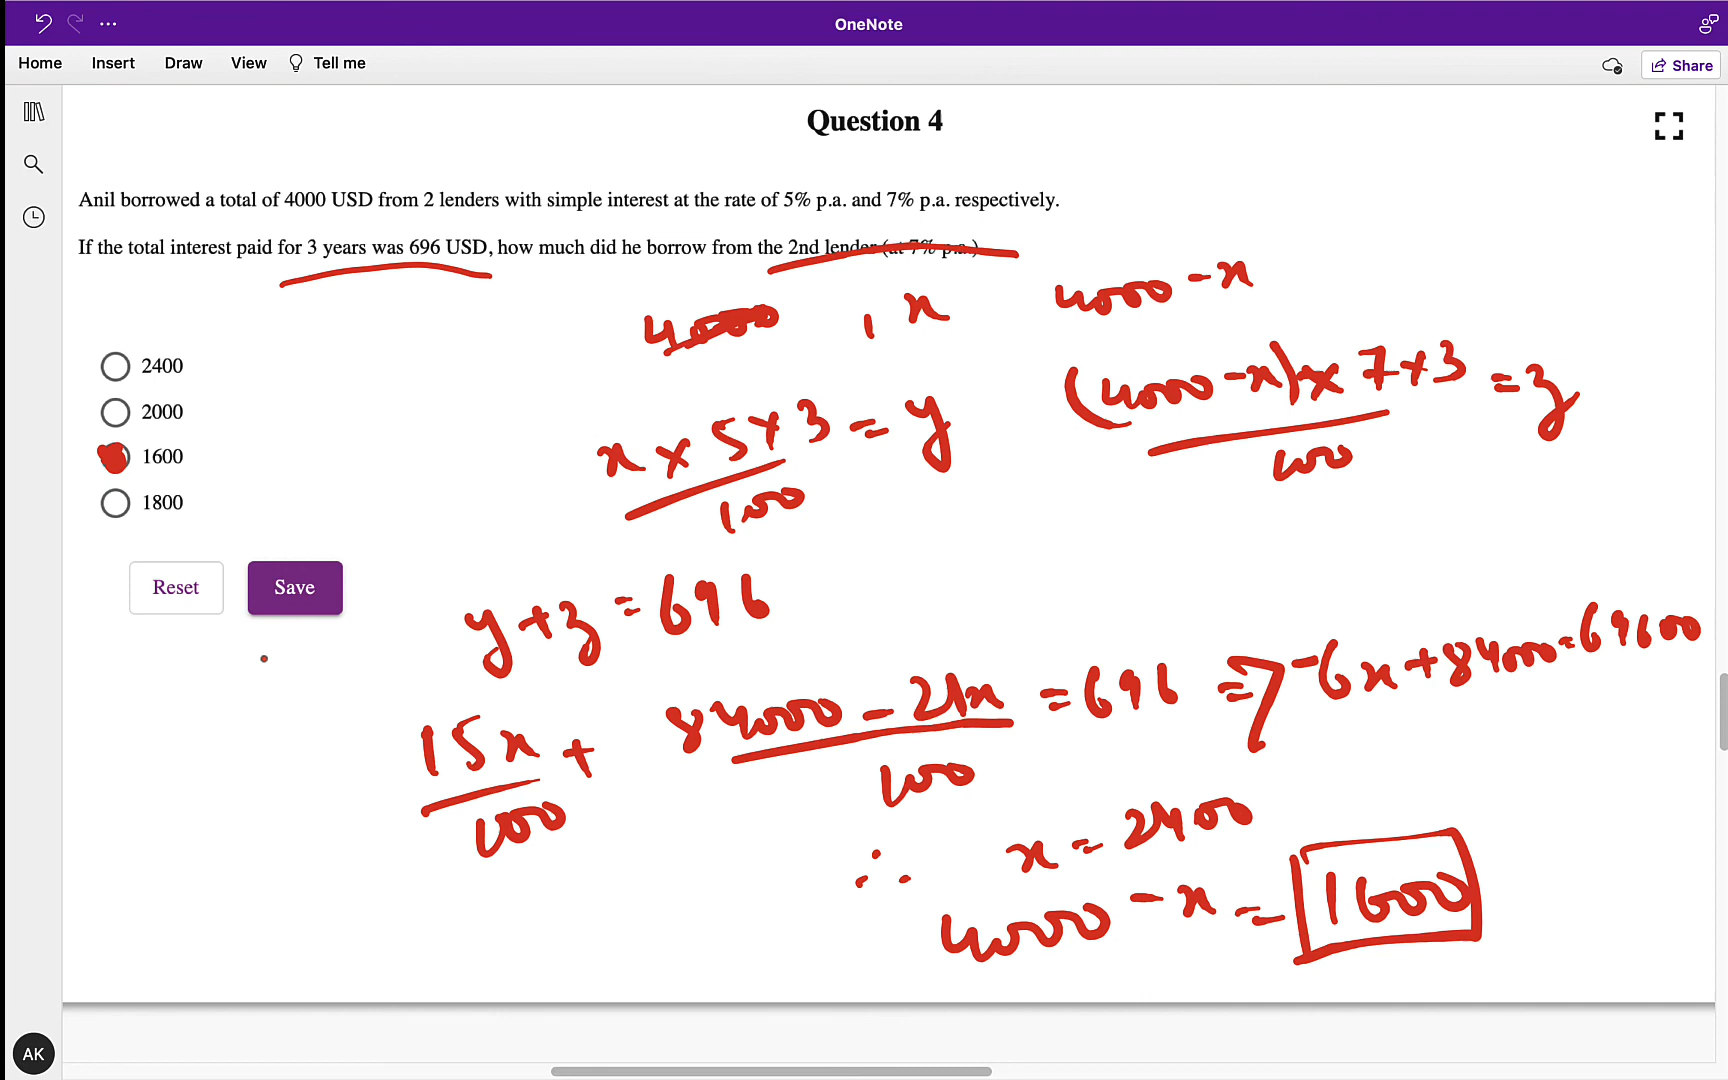 OneNote
Home Insert Draw View Tell me Share
Question 4
Anil borrowed a total of 4000 USD from 2 lenders with simple interest at the rate of 5% p.a. and 7% p.a. respectively.
If the total interest paid for 3 years was 696 USD, how much did he borrow from the 2nd lender (at 7% p.a.)
4000 , x 4000 - x
2400
2000
1600
1800
x × 5 × 3 = y
100
(4000 - x) × 7 × 3 = z
100
Reset Save
y + z = 696
15x + 84000 - 21x = 696 => -6x + 84000 = 69600
100 100
∴ x = 2400
4000 - x = 1600
AK